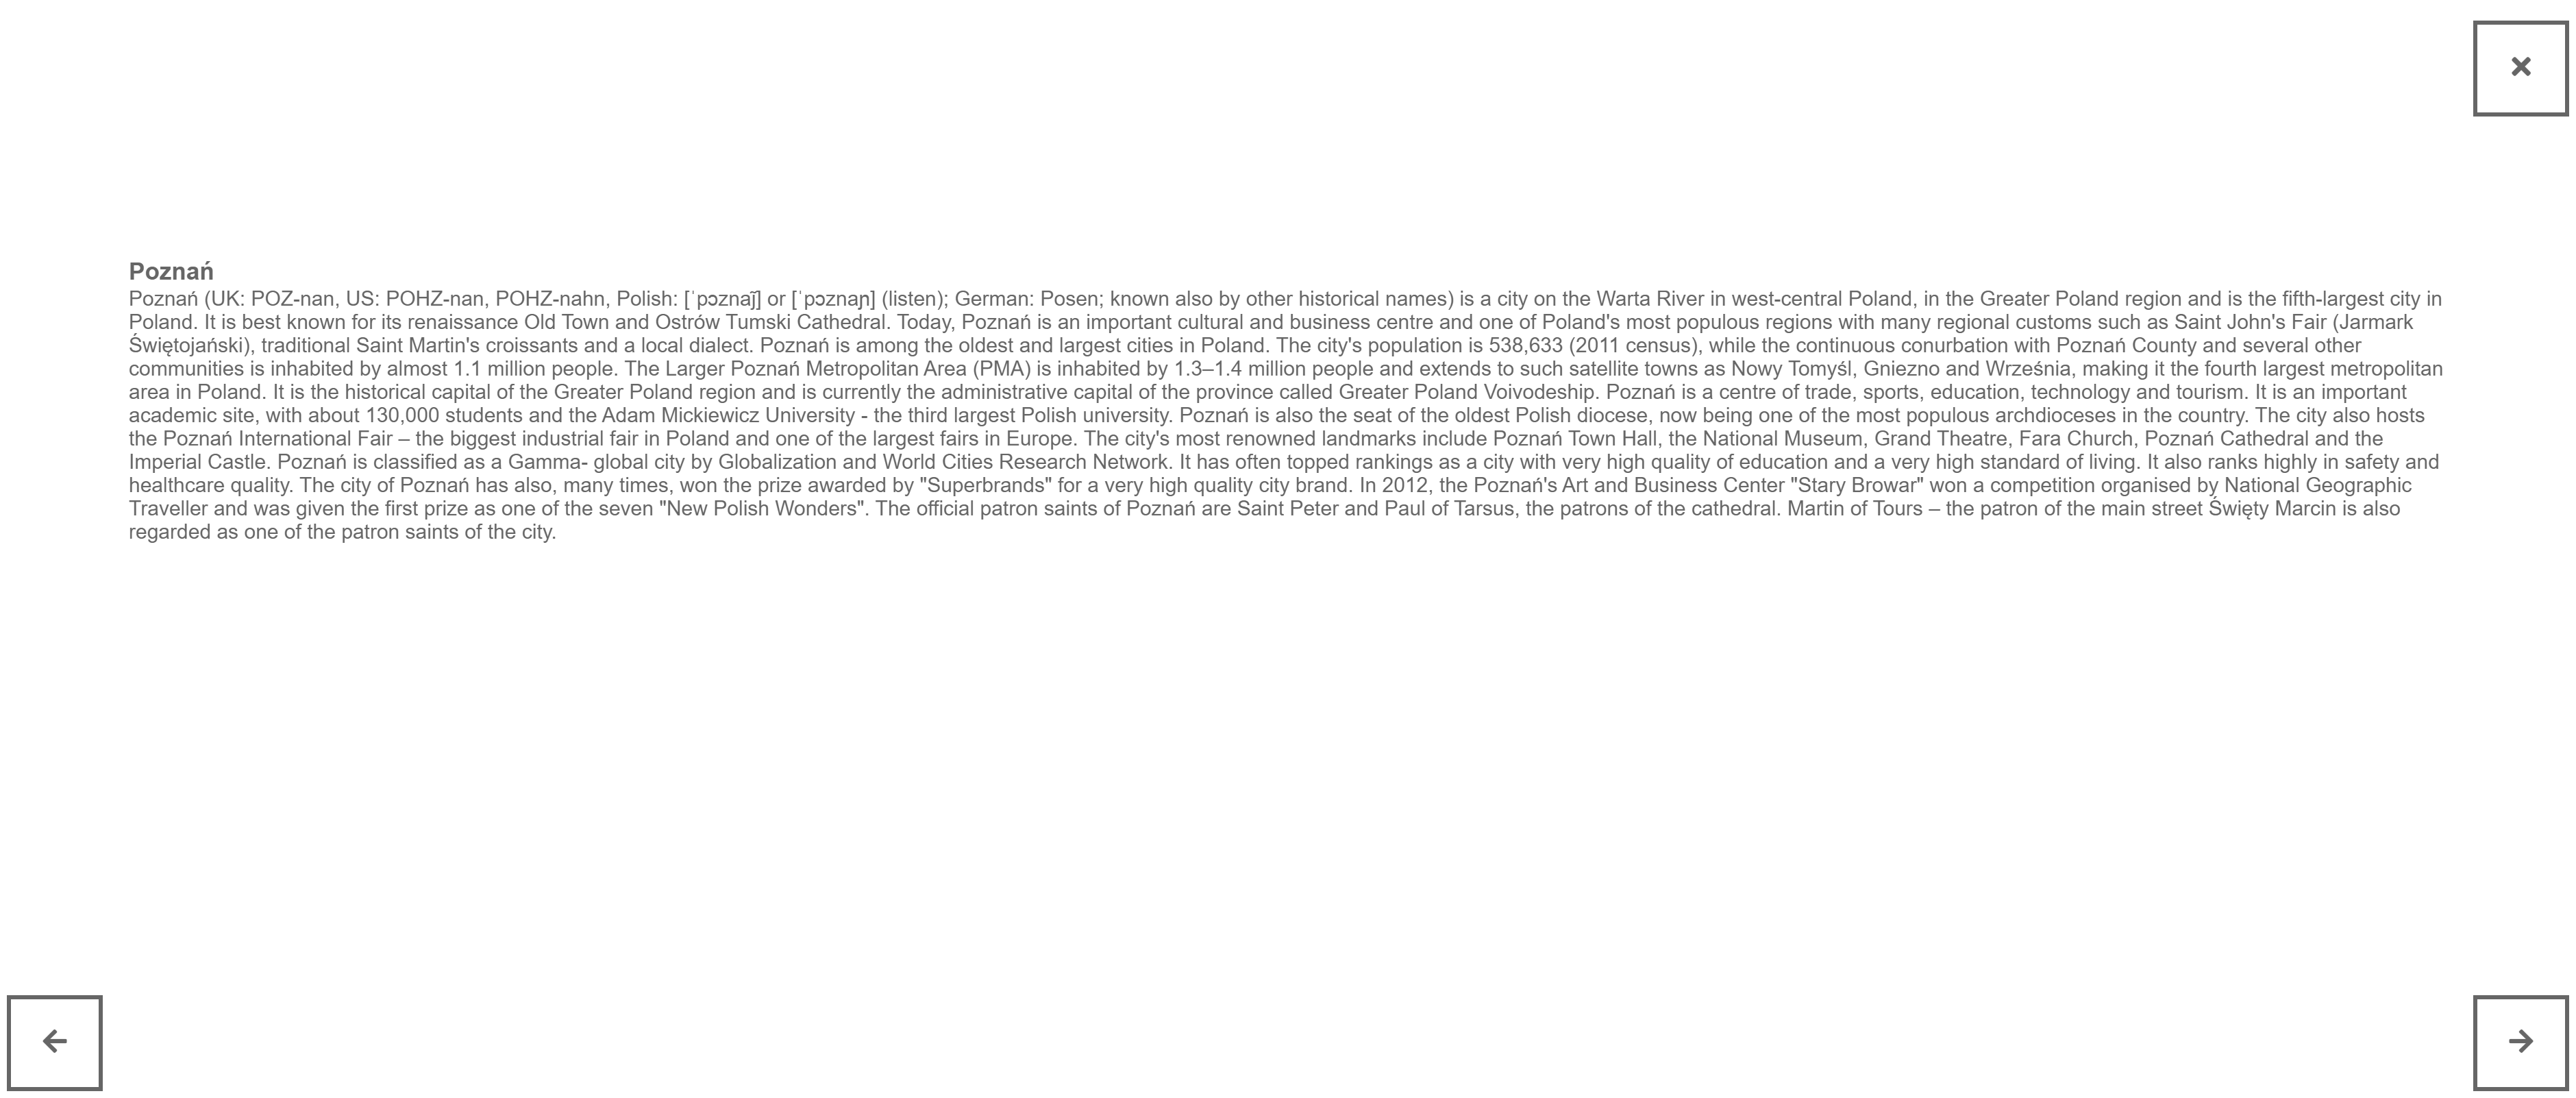 Poznań
Poznań (UK: POZ-nan, US: POHZ-nan, POHZ-nahn, Polish: [ˈpɔznaj̃] or [ˈpɔznaɲ] (listen); German: Posen; known also by other historical names) is a city on the Warta River in west-central Poland, in the Greater Poland region and is the fifth-largest city in
Poland. It is best known for its renaissance Old Town and Ostrów Tumski Cathedral. Today, Poznań is an important cultural and business centre and one of Poland's most populous regions with many regional customs such as Saint John's Fair (Jarmark
Świętojański), traditional Saint Martin's croissants and a local dialect. Poznań is among the oldest and largest cities in Poland. The city's population is 538,633 (2011 census), while the continuous conurbation with Poznań County and several other
communities is inhabited by almost 1.1 million people. The Larger Poznań Metropolitan Area (PMA) is inhabited by 1.3–1.4 million people and extends to such satellite towns as Nowy Tomyśl, Gniezno and Września, making it the fourth largest metropolitan
area in Poland. It is the historical capital of the Greater Poland region and is currently the administrative capital of the province called Greater Poland Voivodeship. Poznań is a centre of trade, sports, education, technology and tourism. It is an important
academic site, with about 130,000 students and the Adam Mickiewicz University - the third largest Polish university. Poznań is also the seat of the oldest Polish diocese, now being one of the most populous archdioceses in the country. The city also hosts
the Poznań International Fair – the biggest industrial fair in Poland and one of the largest fairs in Europe. The city's most renowned landmarks include Poznań Town Hall, the National Museum, Grand Theatre, Fara Church, Poznań Cathedral and the
Imperial Castle. Poznań is classified as a Gamma- global city by Globalization and World Cities Research Network. It has often topped rankings as a city with very high quality of education and a very high standard of living. It also ranks highly in safety and
healthcare quality. The city of Poznań has also, many times, won the prize awarded by "Superbrands" for a very high quality city brand. In 2012, the Poznań's Art and Business Center "Stary Browar" won a competition organised by National Geographic
Traveller and was given the first prize as one of the seven "New Polish Wonders". The official patron saints of Poznań are Saint Peter and Paul of Tarsus, the patrons of the cathedral. Martin of Tours – the patron of the main street Święty Marcin is also
regarded as one of the patron saints of the city.